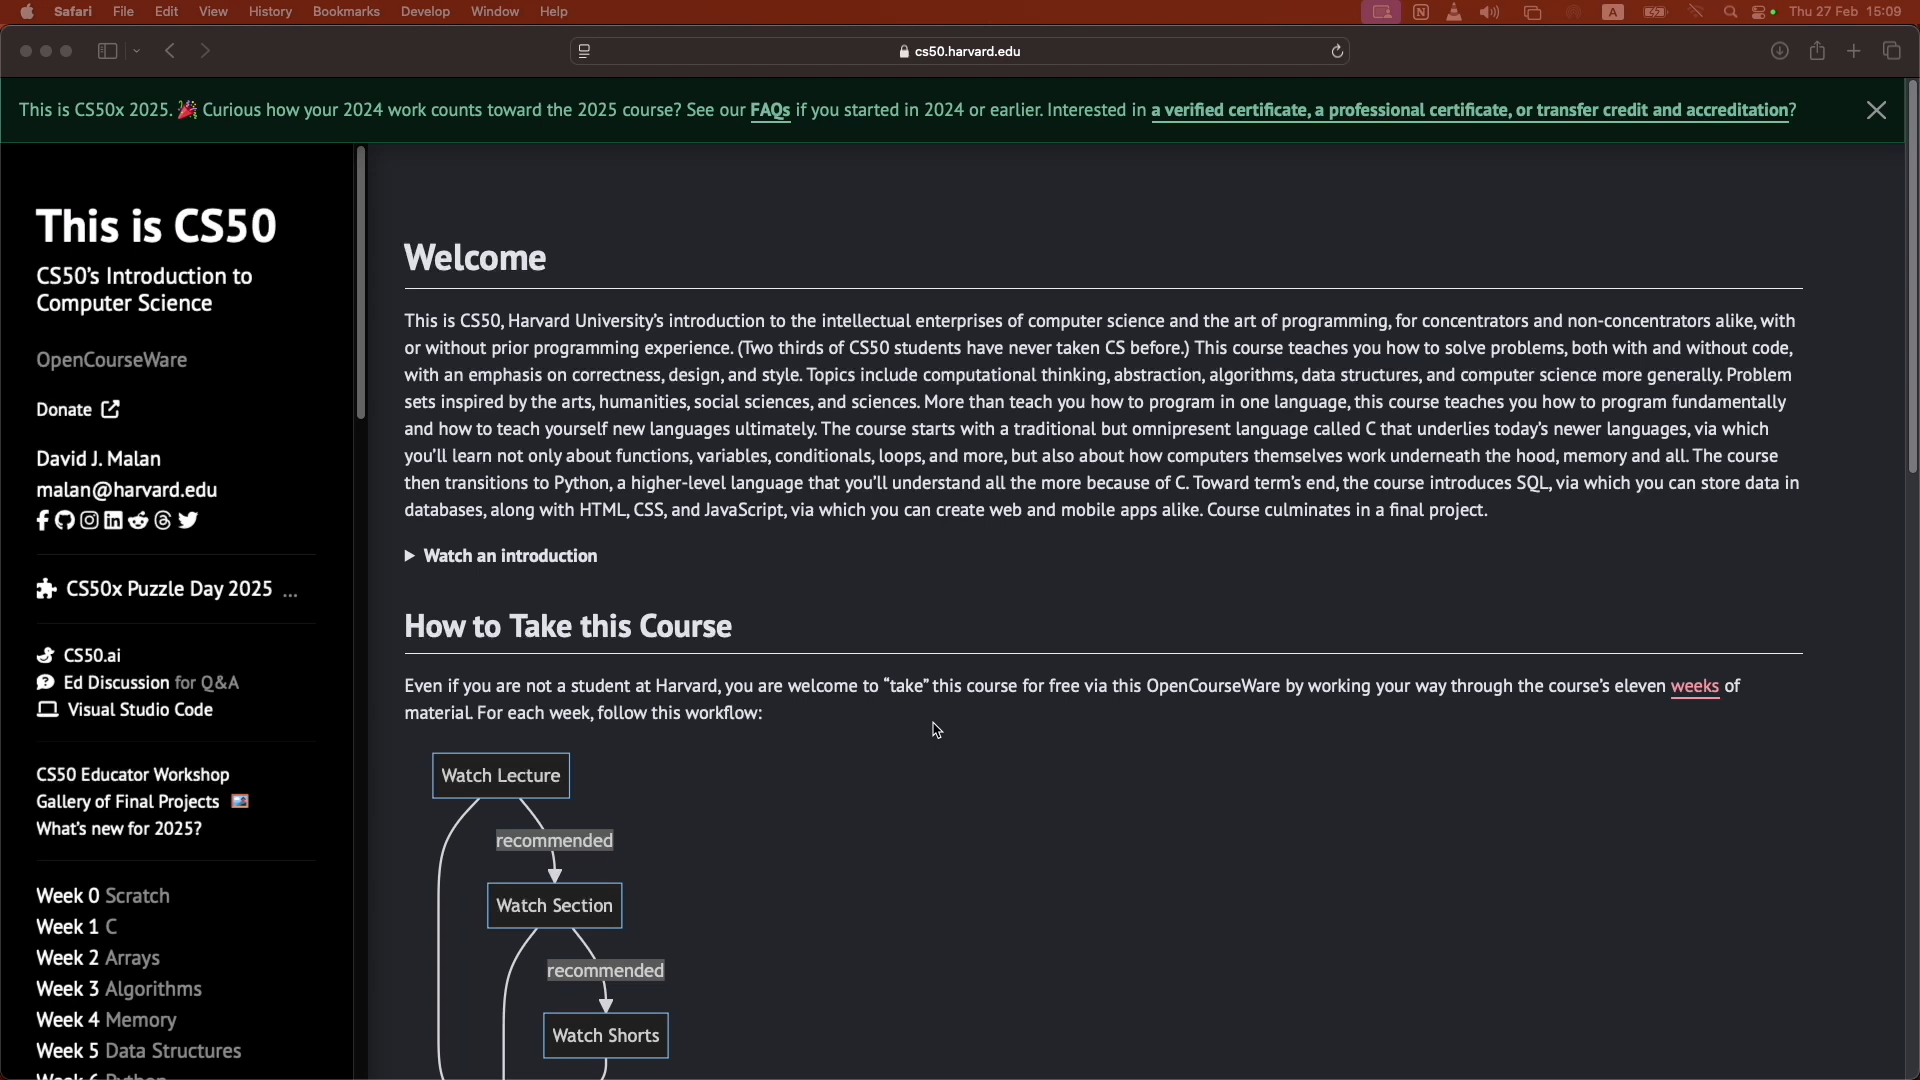 Safari File Edit View History Bookmarks Develop Window Help
A
Thu 27 Feb 15:09
cs50.harvard.edu
This is CS50x 2025. 🎉 Curious how your 2024 work counts toward the 2025 course? See our FAQs if you started in 2024 or earlier. Interested in a verified certificate, a professional certificate, or transfer credit and accreditation?
This is CS50
CS50's Introduction to
Computer Science
OpenCourseWare
Donate
David J. Malan
malan@harvard.edu
CS50x Puzzle Day 2025 ...
CS50.ai
Ed Discussion for Q&A
Visual Studio Code
CS50 Educator Workshop
Gallery of Final Projects
What's new for 2025?
Week 0 Scratch
Week 1 C
Week 2 Arrays
Week 3 Algorithms
Week 4 Memory
Week 5 Data Structures
Week 6 Python
Welcome
This is CS50, Harvard University's introduction to the intellectual enterprises of computer science and the art of programming, for concentrators and non-concentrators alike, with
or without prior programming experience. (Two thirds of CS50 students have never taken CS before.) This course teaches you how to solve problems, both with and without code,
with an emphasis on correctness, design, and style. Topics include computational thinking, abstraction, algorithms, data structures, and computer science more generally. Problem
sets inspired by the arts, humanities, social sciences, and sciences. More than teach you how to program in one language, this course teaches you how to program fundamentally
and how to teach yourself new languages ultimately. The course starts with a traditional but omnipresent language called C that underlies today's newer languages, via which
you'll learn not only about functions, variables, conditionals, loops, and more, but also about how computers themselves work underneath the hood, memory and all. The course
then transitions to Python, a higher-level language that you'll understand all the more because of C. Toward term's end, the course introduces SQL, via which you can store data in
databases, along with HTML, CSS, and JavaScript, via which you can create web and mobile apps alike. Course culminates in a final project.
Watch an introduction
How to Take this Course
Even if you are not a student at Harvard, you are welcome to “take” this course for free via this OpenCourseWare by working your way through the course's eleven weeks of
material. For each week, follow this workflow:
Watch Lecture
recommended
Watch Section
recommended
Watch Shorts